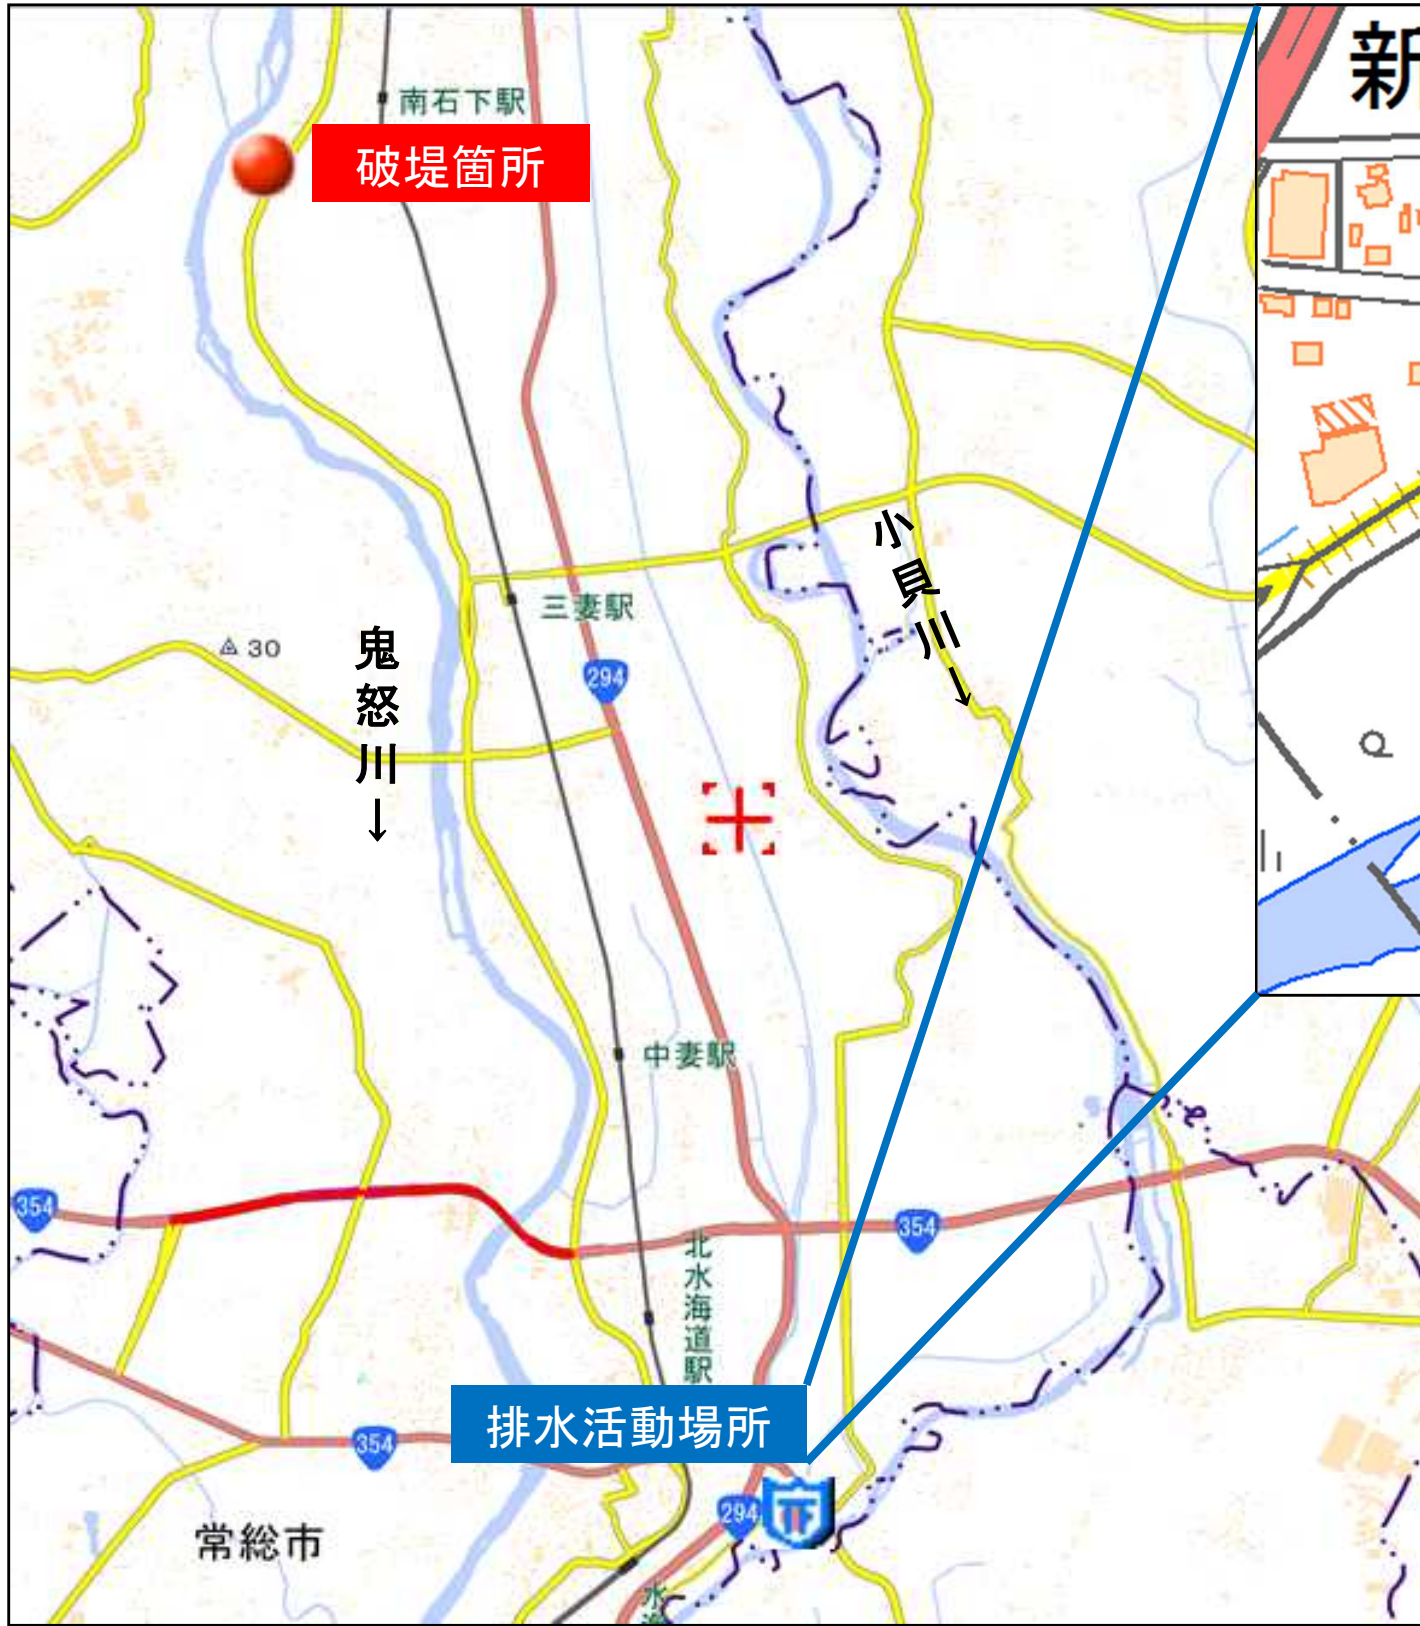 新
南石下駅
破堤箇所
小貝川→
三妻駅
30
鬼怒川→
294
中妻駅
354
354
北水海道駅
排水活動場所
354
294
常総市
水海